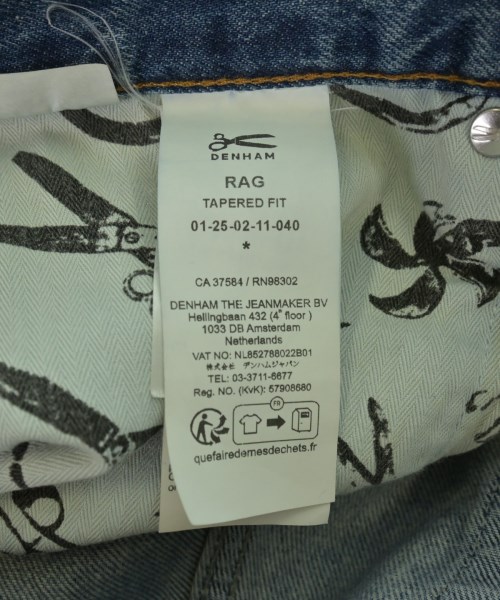 DENHAM
RAG
TAPERED FIT
01-25-02-11-040
*
CA 37584 / RN98302
DENHAM THE JEANMAKER BV
Hellingbaan 432 (4° floor )
1033 DB Amsterdam
Netherlands
VAT NO: NL852788022B01
株式会社 デンハムジャパン
TEL: 03-3711-6677
Reg. NO. (KvK): 57908680
FR
quefairedemesdechets.fr